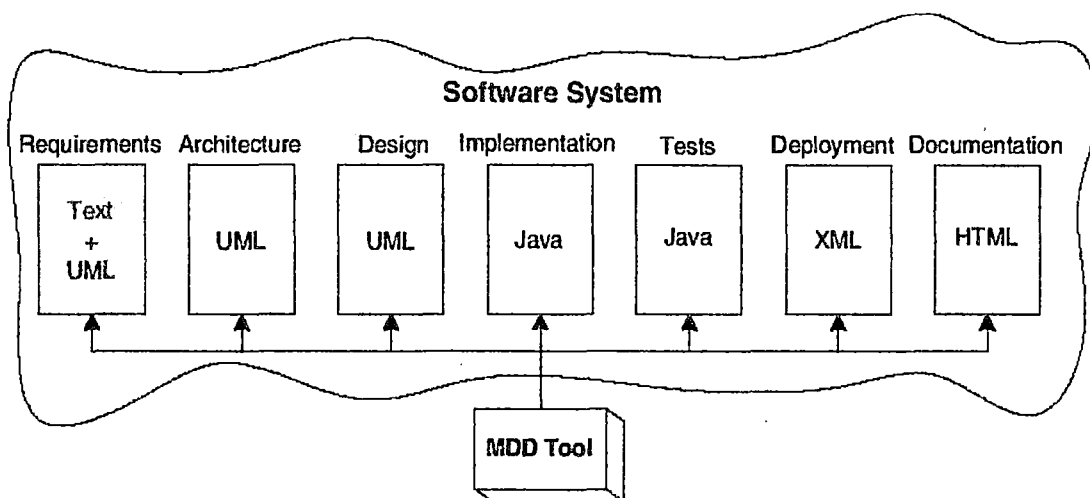 Software System
Requirements Architecture Design Implementation Tests Deployment Documentation
Text
+
UML
UML
UML
Java
Java
XML
HTML
MDD Tool